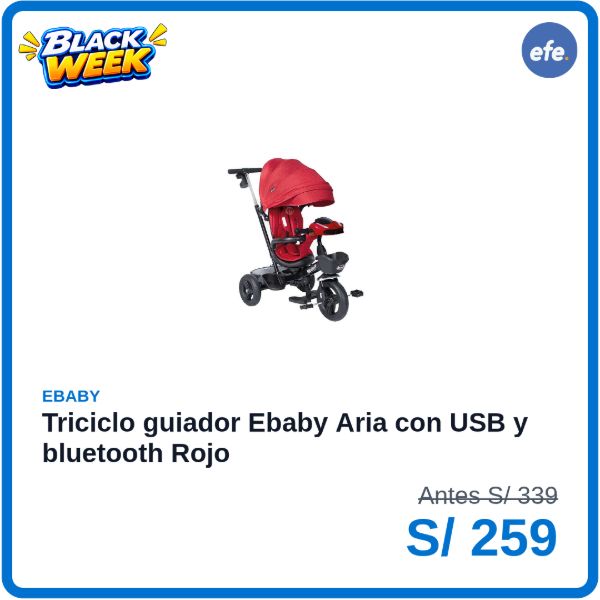 BLACK
WEEK
efe.
EBABY
Triciclo guiador Ebaby Aria con USB y
bluetooth Rojo
Antes S/ 339
S/ 259